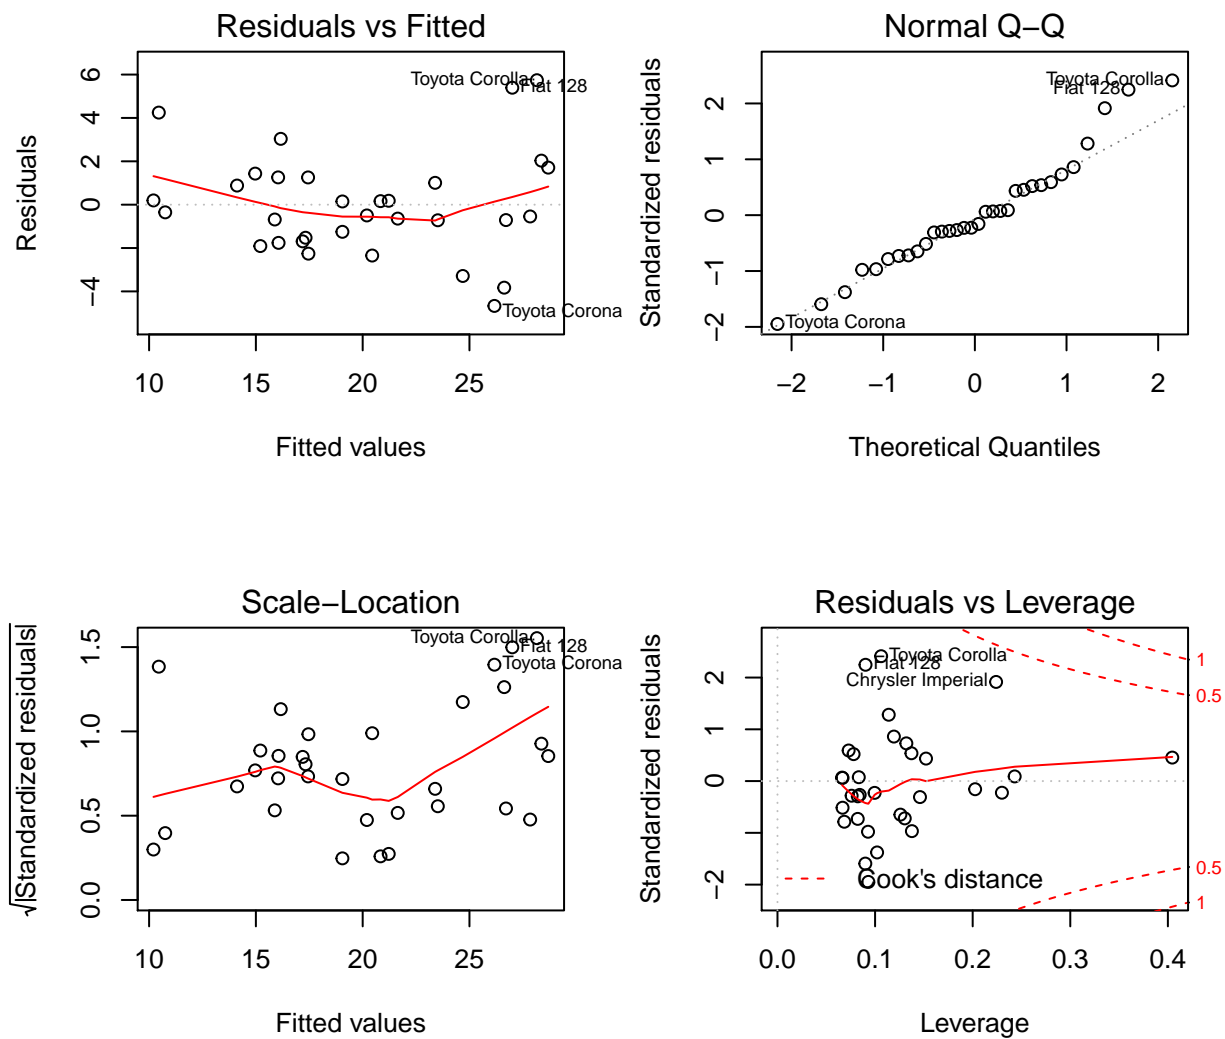 Residuals vs Fitted
Residuals
6
4
2
0
−4
Toyota Corolla
Fiat 128
Toyota Corona
10 15 20 25
Fitted values
Normal Q−Q
Standardized residuals
2
1
0
−1
−2
Toyota Corolla
Fiat 128
Toyota Corona
−2 −1 0 1 2
Theoretical Quantiles
Scale−Location
√|Standardized residuals|
1.5
1.0
0.5
0.0
Toyota Corolla
Fiat 128
Toyota Corona
10 15 20 25
Fitted values
Residuals vs Leverage
Standardized residuals
2
1
0
−2
Toyota Corolla
Fiat 128
Chrysler Imperial
Cook's distance
1
0.5
0.5
1
0.0 0.1 0.2 0.3 0.4
Leverage